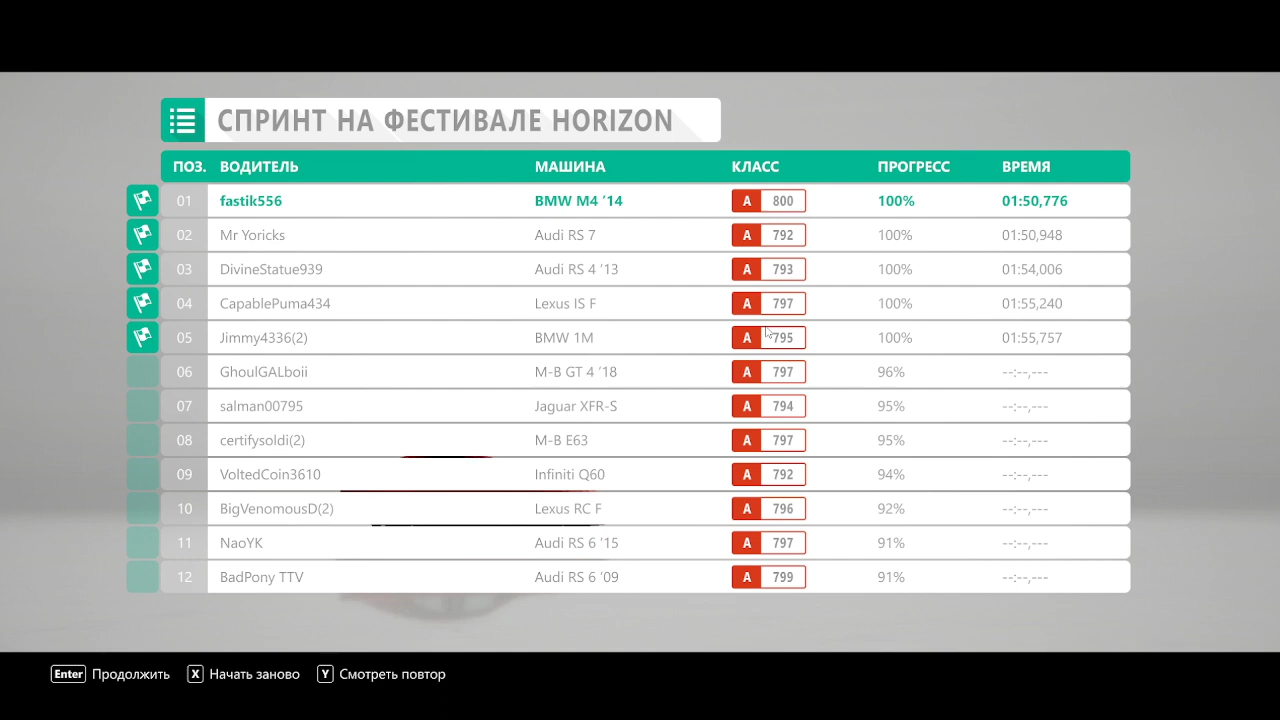 СПРИНТ НА ФЕСТИВАЛЕ HORIZON
ПОЗ. ВОДИТЕЛЬ МАШИНА КЛАСС ПРОГРЕСС ВРЕМЯ
01 fastik556 BMW M4 '14 A 800 100% 01:50,776
02 Mr Yoricks Audi RS 7 A 792 100% 01:50,948
03 DivineStatue939 Audi RS 4 '13 A 793 100% 01:54,006
04 CapablePuma434 Lexus IS F A 797 100% 01:55,240
05 Jimmy4336(2) BMW 1M A 795 100% 01:55,757
06 GhoulGALboii M-B GT 4 '18 A 797 96% --:--,---
07 salman00795 Jaguar XFR-S A 794 95% --:--,---
08 certifysoldi(2) M-B E63 A 797 95% --:--,---
09 VoltedCoin3610 Infiniti Q60 A 792 94% --:--,---
10 BigVenomousD(2) Lexus RC F A 796 92% --:--,---
11 NaoYK Audi RS 6 '15 A 797 91% --:--,---
12 BadPony TTV Audi RS 6 '09 A 799 91% --:--,---
Enter Продолжить X Начать заново Y Смотреть повтор